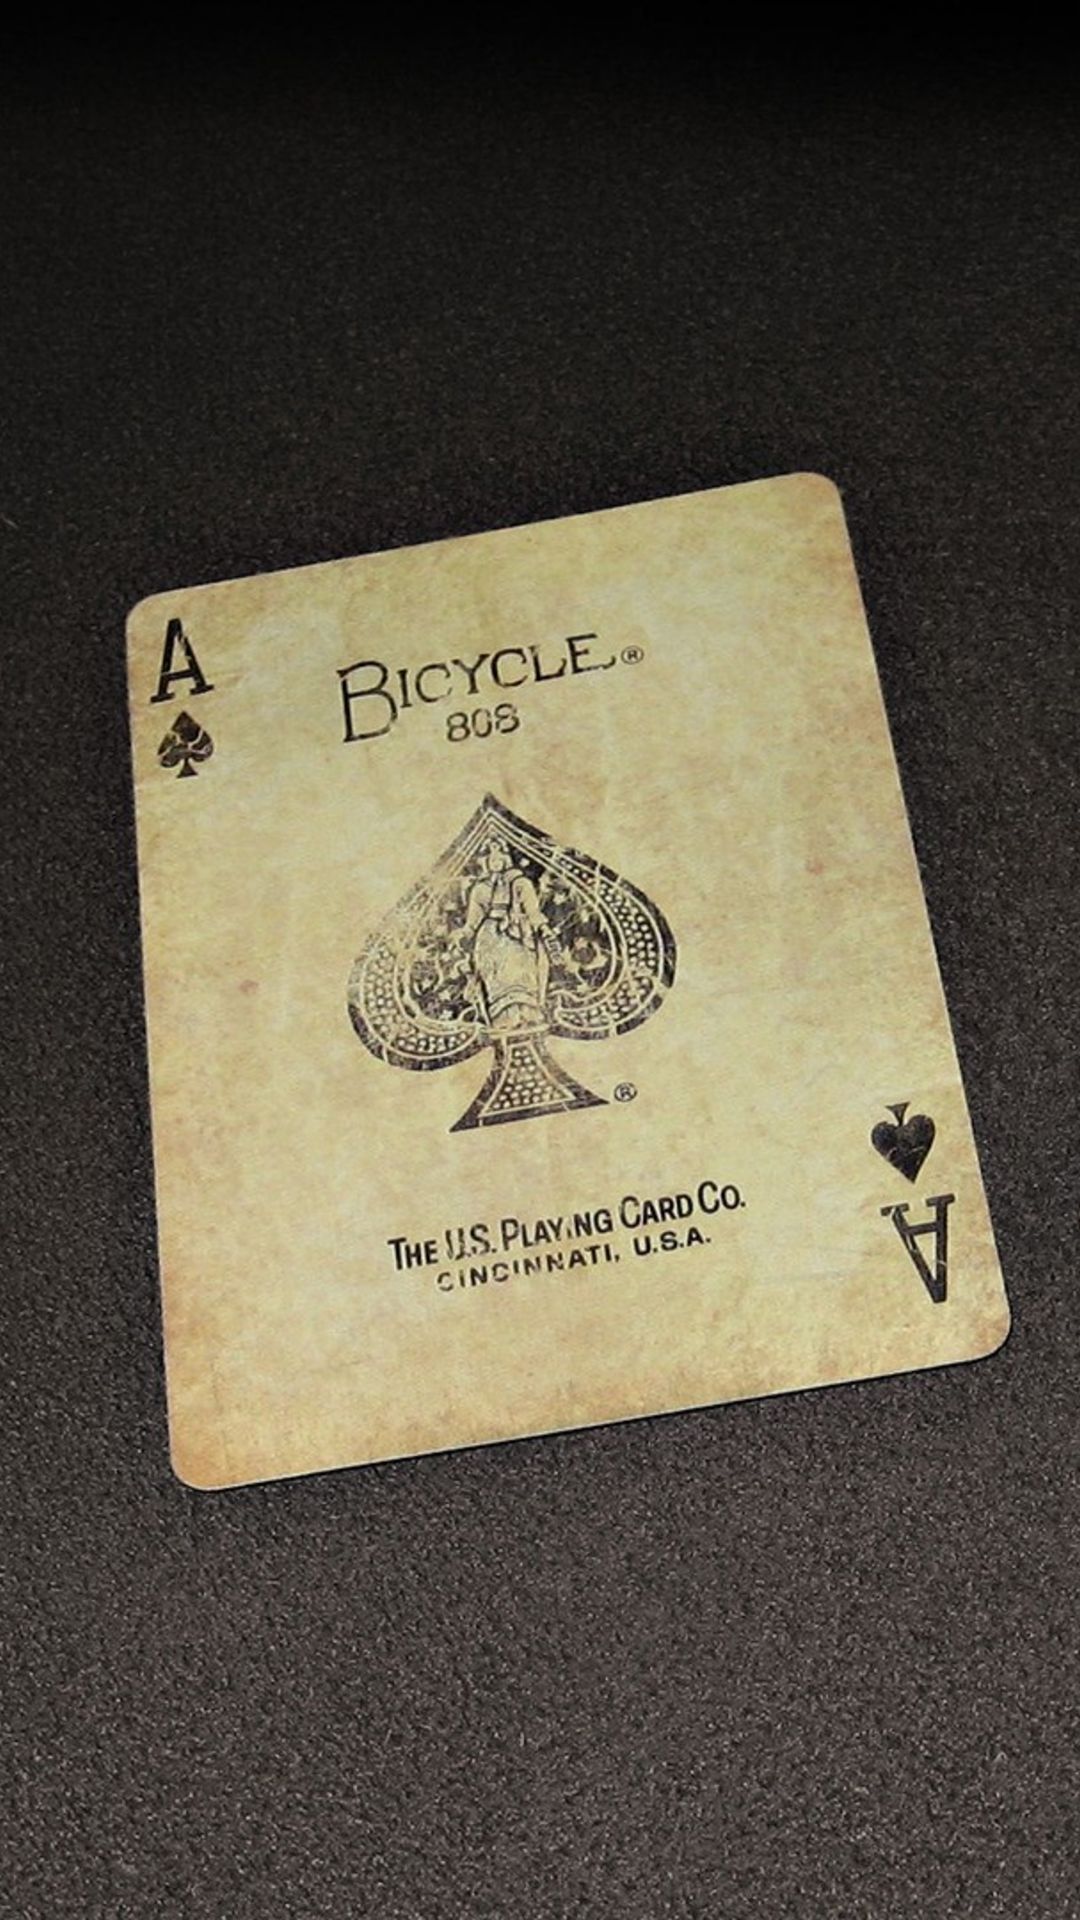 A
BICYCLE®
808
®
THE U.S. PLAYING CARD CO.
CINCINNATI, U.S.A.
A